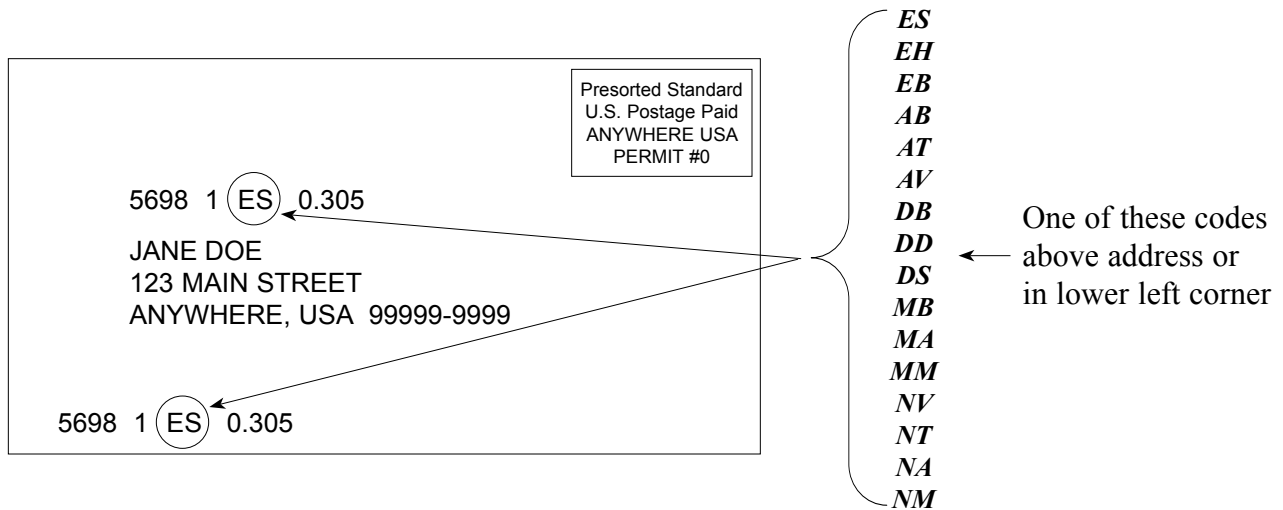 Presorted Standard
U.S. Postage Paid
ANYWHERE USA
PERMIT #0
5698 1 ES 0.305
JANE DOE
123 MAIN STREET
ANYWHERE, USA 99999-9999
5698 1 ES 0.305
ES
EH
EB
AB
AT
AV
DB
DD
DS
MB
MA
MM
NV
NT
NA
NM
One of these codes
above address or
in lower left corner